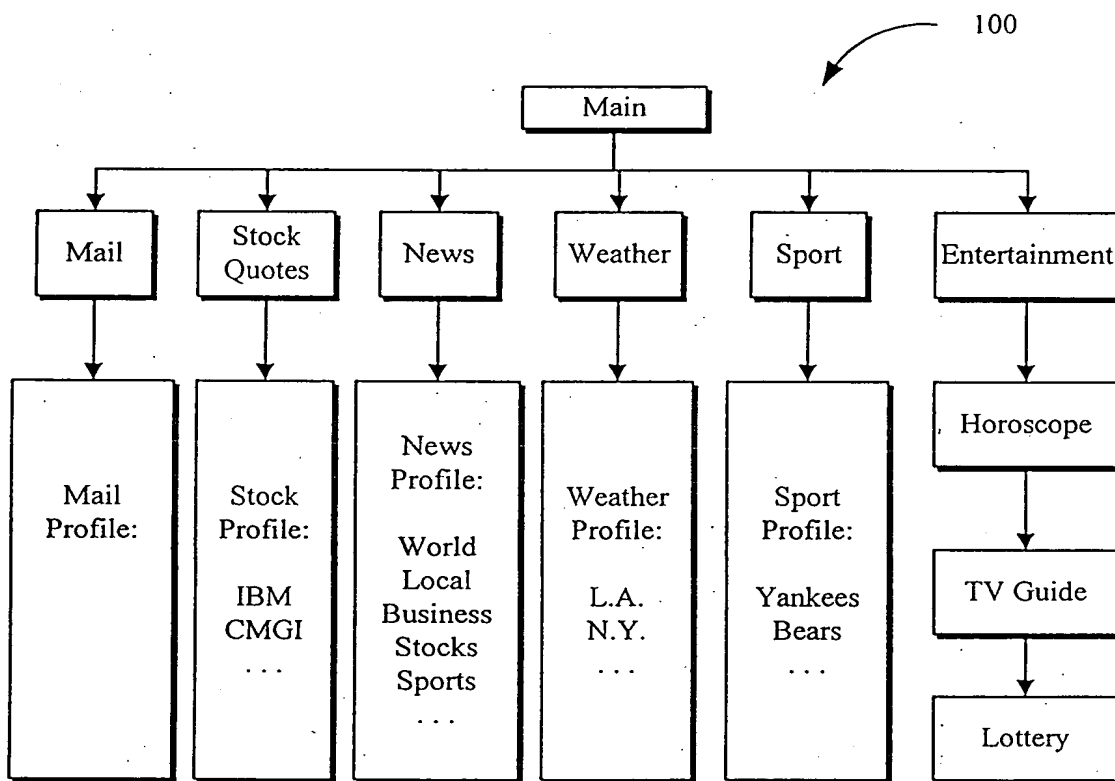 100
Main
Mail
Stock
Quotes
News
Weather
Sport
Entertainment
Mail
Profile:
Stock
Profile:
IBM
CMGI
. . .
News
Profile:
World
Local
Business
Stocks
Sports
. . .
Weather
Profile:
L.A.
N.Y.
. . .
Sport
Profile:
Yankees
Bears
. . .
Horoscope
TV Guide
Lottery